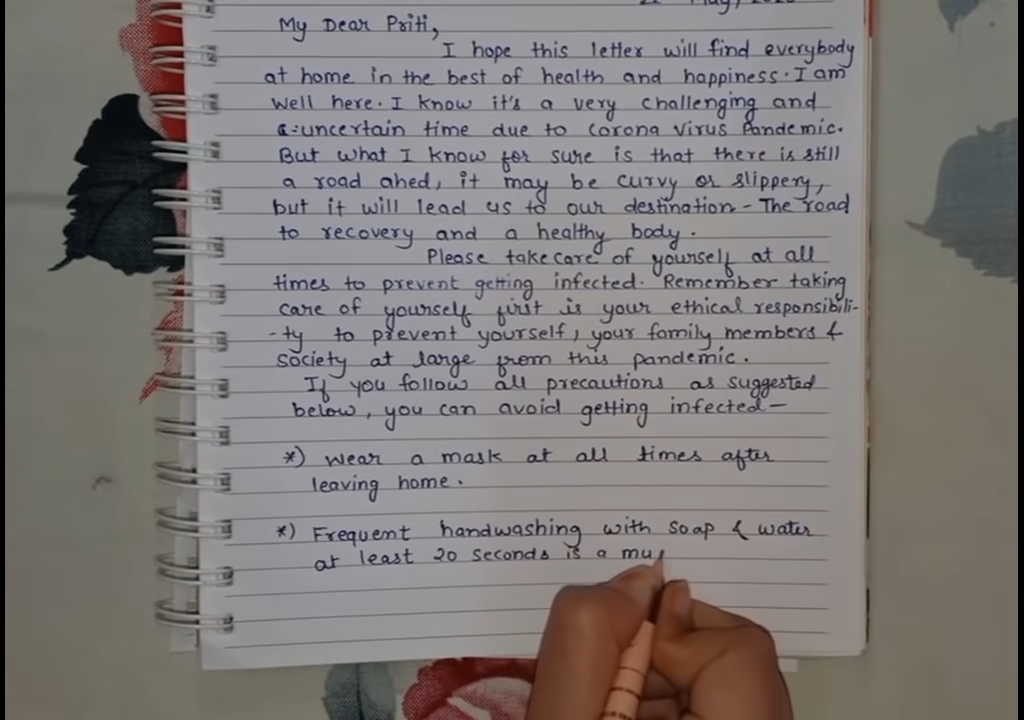 May,
My Dear Priti,
I hope this letter will find everybody
at home in the best of health and happiness. I am
well here. I know it's a very challenging and
uncertain time due to Corona Virus Pandemic.
But what I know for sure is that there is still
a road ahed, it may be curvy or slippery,
but it will lead us to our destination - The road
to recovery and a healthy body.
Please take care of yourself at all
times to prevent getting infected. Remember taking
care of yourself first is your ethical responsibili-
-ty to prevent yourself, your family members &
society at large from this pandemic.
If you follow all precautions as suggested
below, you can avoid getting infected—
*) Wear a mask at all times after
leaving home.
*) Frequent handwashing with soap & water
at least 20 seconds is a mu